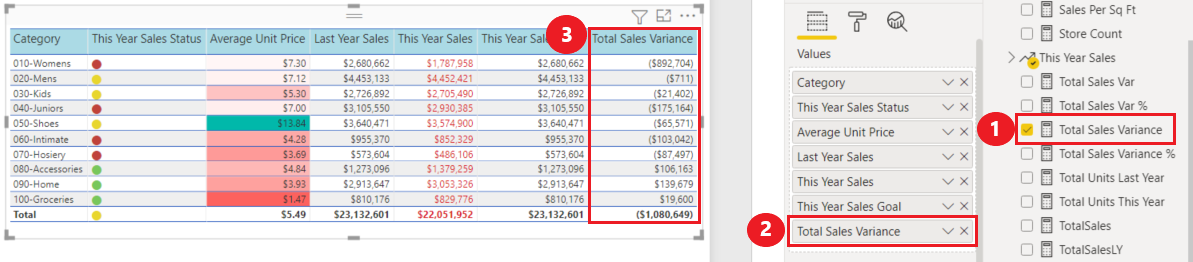 3
Category This Year Sales Status Average Unit Price Last Year Sales This Year Sales This Year Sales Total Sales Variance
010-Womens $7.30 $2,680,662 $1,787,958 $2,680,662 ($892,704)
020-Mens $7.12 $4,453,133 $4,452,421 $4,453,133 ($711)
030-Kids $5.30 $2,726,892 $2,705,490 $2,726,892 ($21,402)
040-Juniors $7.00 $3,105,550 $2,930,385 $3,105,550 ($175,164)
050-Shoes $13.84 $3,640,471 $3,574,900 $3,640,471 ($65,571)
060-Intimate $4.28 $955,370 $852,329 $955,370 ($103,042)
070-Hosiery $3.69 $573,604 $486,106 $573,604 ($87,497)
080-Accessories $4.84 $1,273,096 $1,379,259 $1,273,096 $106,163
090-Home $3.93 $2,913,647 $3,053,326 $2,913,647 $139,679
100-Groceries $1.47 $810,176 $829,776 $810,176 $19,600
Total $5.49 $23,132,601 $22,051,952 $23,132,601 ($1,080,649)
Values
Category
This Year Sales Status
Average Unit Price
Last Year Sales
This Year Sales
This Year Sales Goal
2 Total Sales Variance
Sales Per Sq Ft
Store Count
This Year Sales
Total Sales Var
Total Sales Var %
1 Total Sales Variance
Total Sales Variance %
Total Units Last Year
Total Units This Year
TotalSales
TotalSalesLY